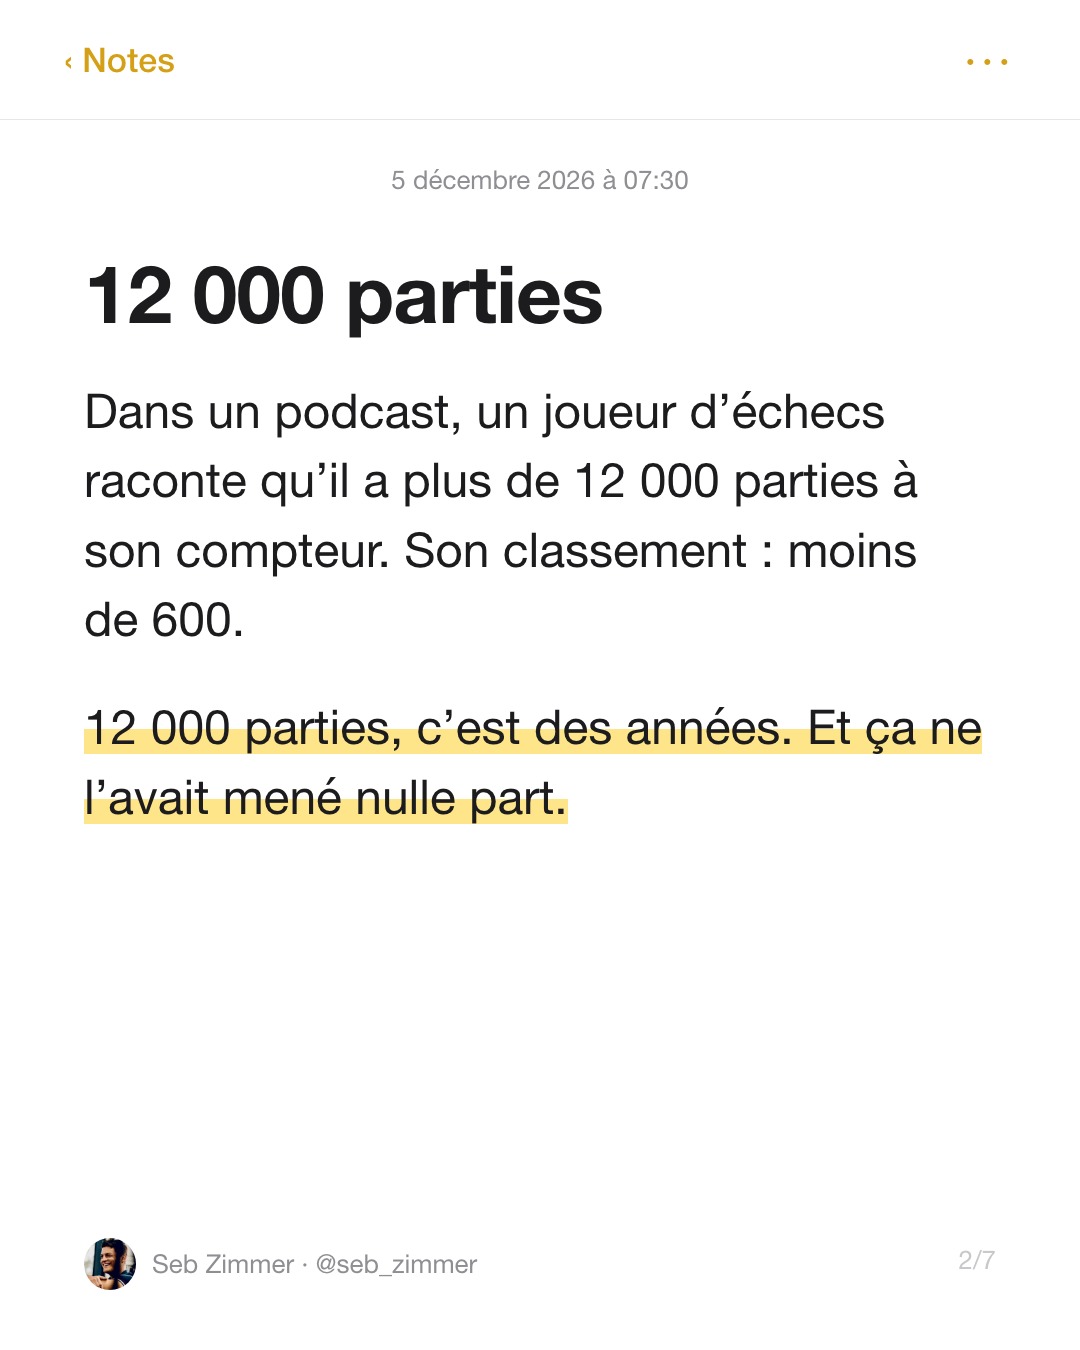 ‹ Notes
···
5 décembre 2026 à 07:30
12 000 parties
Dans un podcast, un joueur d’échecs
raconte qu’il a plus de 12 000 parties à
son compteur. Son classement : moins
de 600.
12 000 parties, c’est des années. Et ça ne
l’avait mené nulle part.
Seb Zimmer · @seb_zimmer
2/7